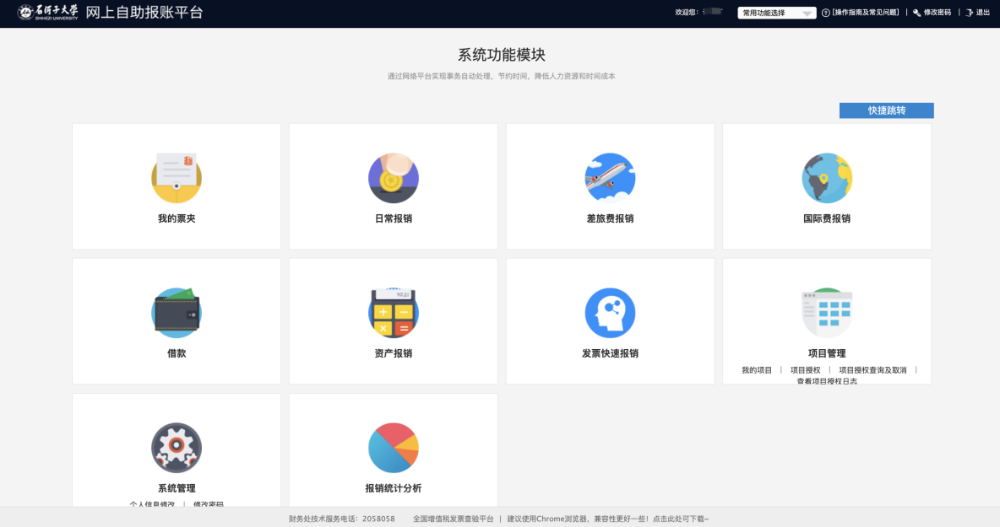 石河子大学
SHIHEZI UNIVERSITY
网上自助报账平台
欢迎您:
常用功能选择
[操作指南及常见问题]
|
修改密码
|
退出
系统功能模块
通过网络平台实现事务自动处理，节约时间，降低人力资源和时间成本
快捷跳转
我的票夹
日常报销
差旅费报销
国际费报销
借款
90,21
资产报销
发票快速报销
项目管理
我的项目 | 项目授权 | 项目授权查询及取消 |
查看项目授权日志
系统管理
个人信息修改 | 修改密码
报销统计分析
财务处技术服务电话：2058058 全国增值税发票查验平台 | 建议使用Chrome浏览器，兼容性更好一些！点击此处可下载~